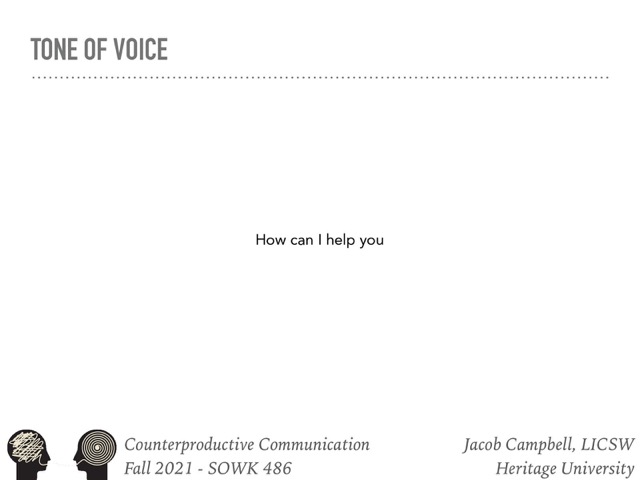 TONE OF VOICE
How can I help you
Counterproductive Communication
Fall 2021 - SOWK 486
Jacob Campbell, LICSW
Heritage University